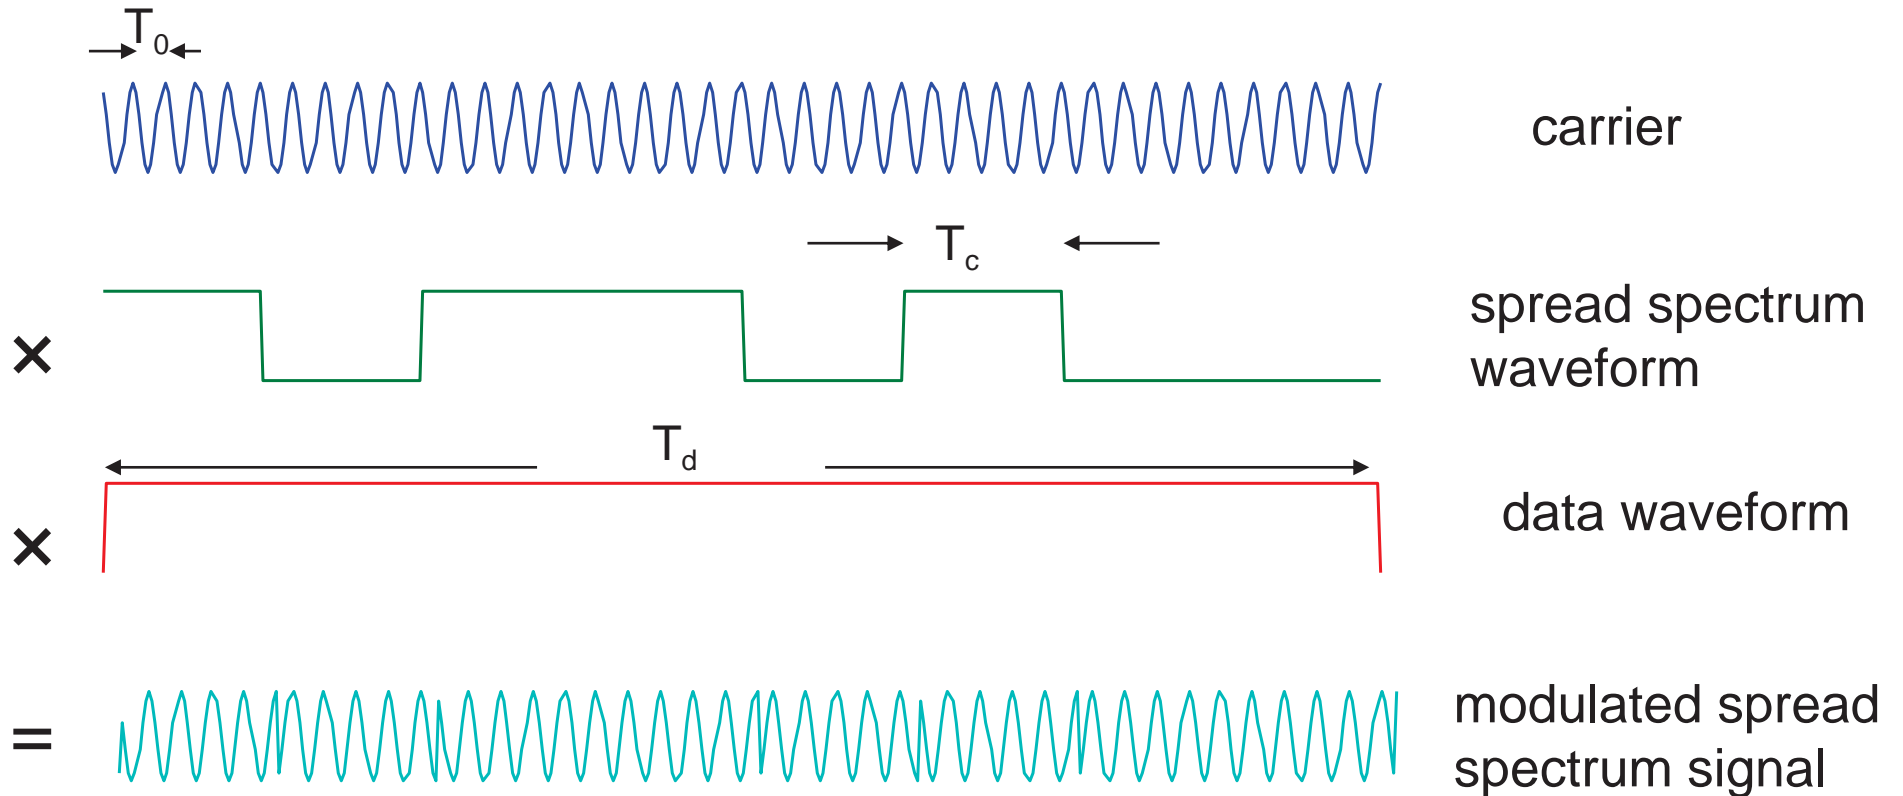 T0
carrier
Tc
× spread spectrum
waveform
Td
× data waveform
= modulated spread
spectrum signal